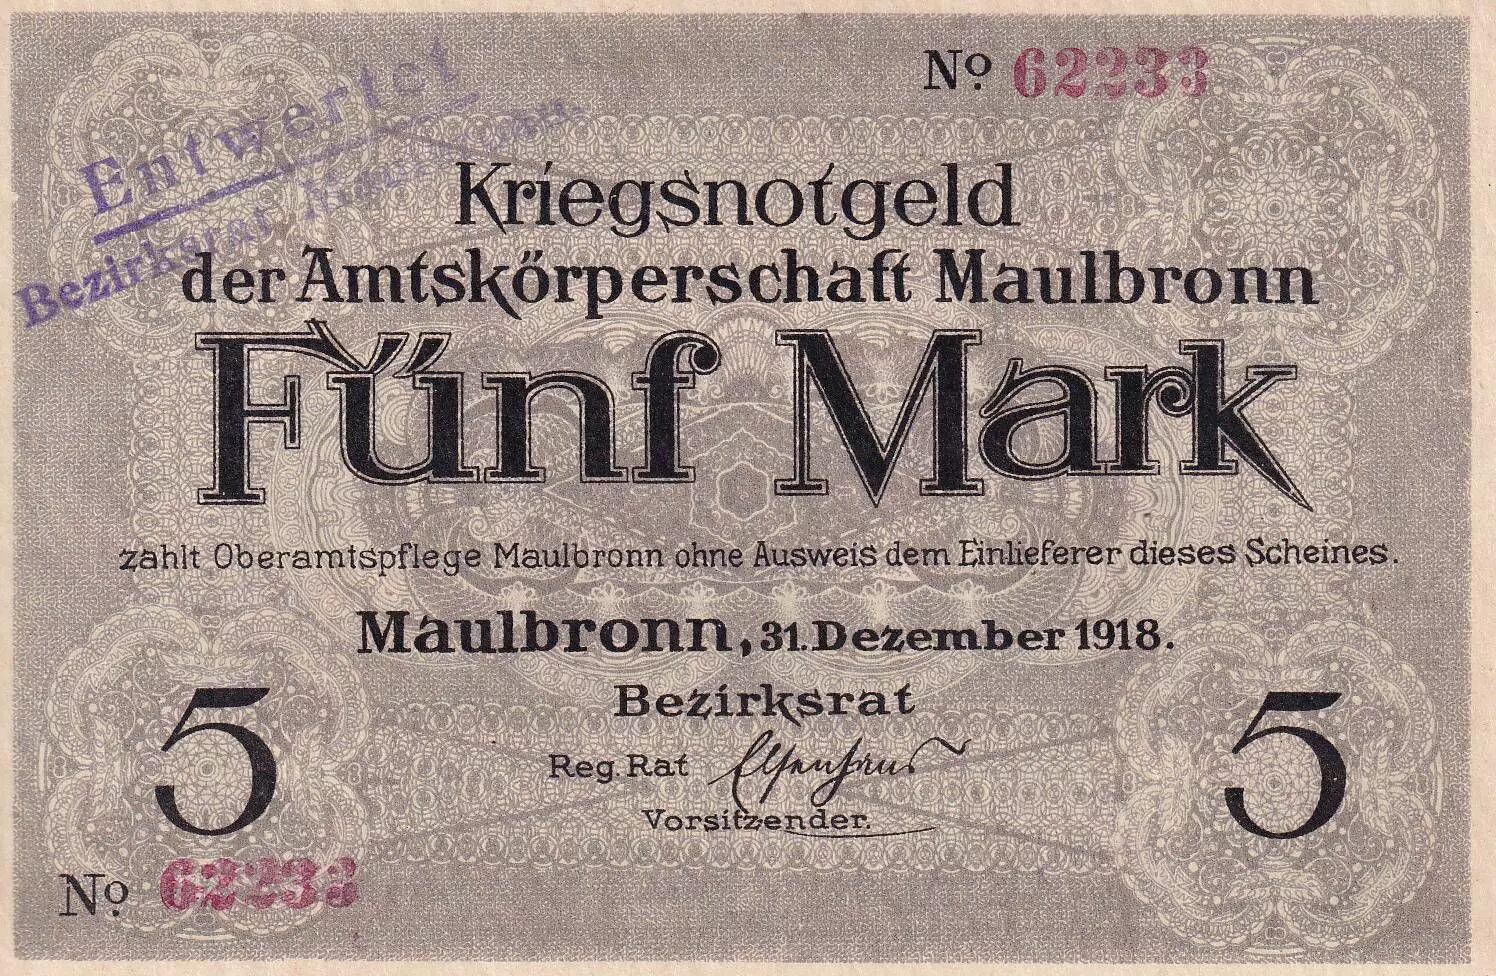 Entwertet
Bezirksrat Maulbronn.
Nº 62233
Kriegsnotgeld
der Amtskörperschaft Maulbronn
Fünf Mark
zahlt Oberamtspflege Maulbronn ohne Ausweis dem Einlieferer dieses Scheines.
Maulbronn, 31. Dezember 1918.
Bezirksrat
Reg. Rat
Vorsitzender.
5 5
Nº 62233